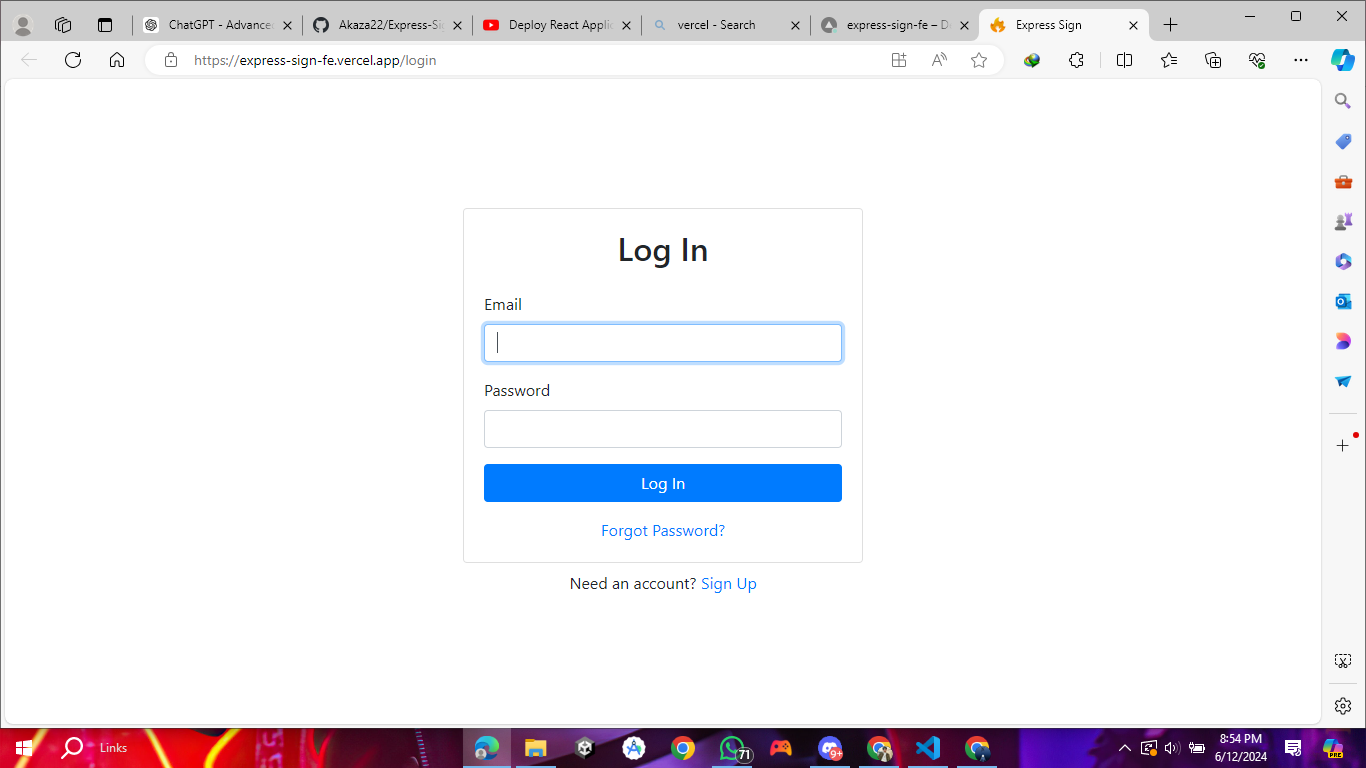 ChatGPT - Advanced
Akaza22/Express-Si
Deploy React Applic
vercel - Search
express-sign-fe – D
Express Sign
https://express-sign-fe.vercel.app/login
Log In
Email
Password
Log In
Forgot Password?
Need an account? Sign Up
Links
71
9+
8:54 PM
6/12/2024
PRE